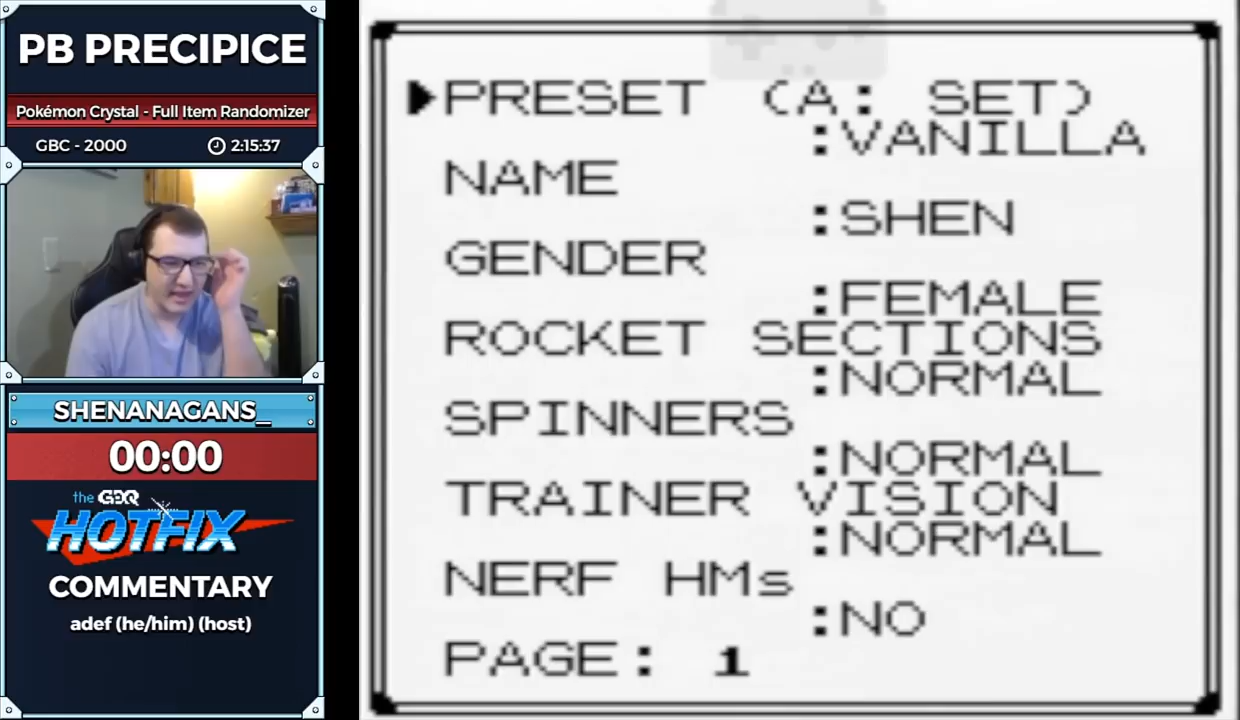 PB PRECIPICE
Pokémon Crystal - Full Item Randomizer
GBC - 2000
2:15:37
SHENANAGANS_
00:00
the GDQ
HOTFIX
COMMENTARY
adef (he/him) (host)
PRESET (A: SET)
:VANILLA
NAME
:SHEN
GENDER
:FEMALE
ROCKET SECTIONS
:NORMAL
SPINNERS
:NORMAL
TRAINER VISION
:NORMAL
NERF HMs
:NO
PAGE: 1